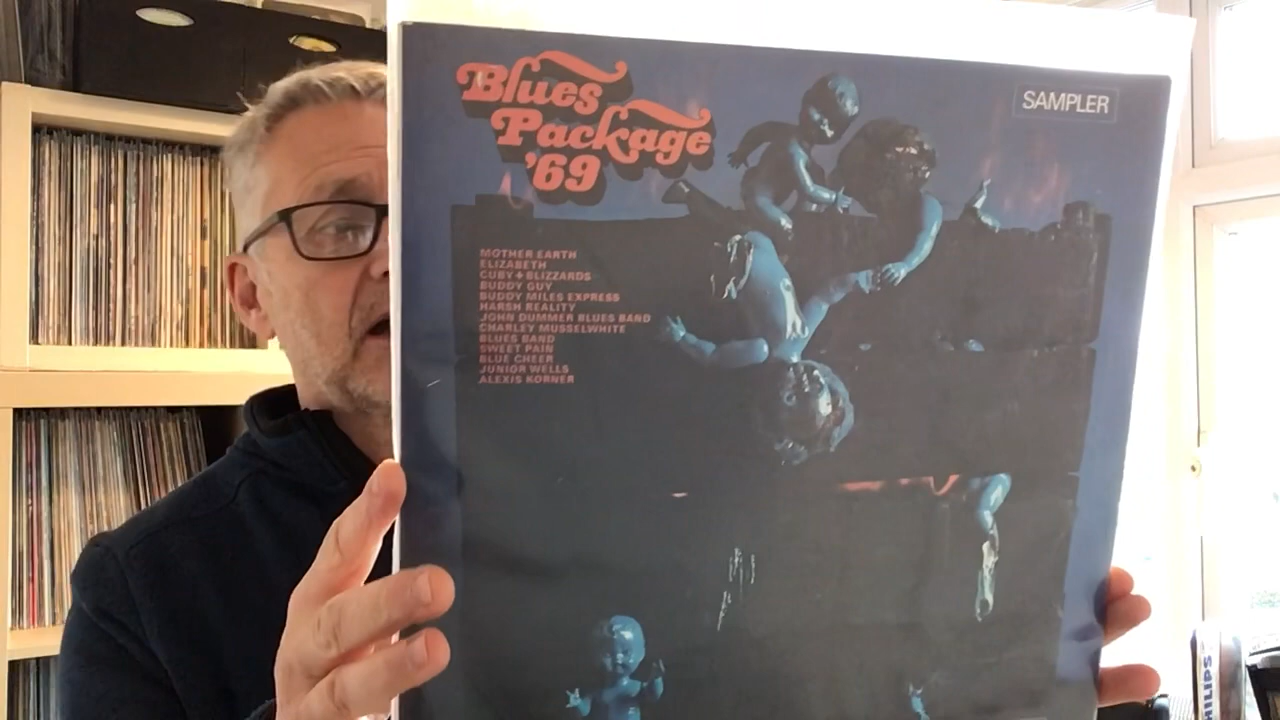 Blues
Package
'69
SAMPLER
MOTHER EARTH
ELIZABETH
CUBY+BLIZZARDS
BUDDY GUY
BUDDY MILES EXPRESS
HARSH REALITY
JOHN DUMMER BLUES BAND
CHARLEY MUSSELWHITE
BLUES BAND
SWEET PAIN
BLUE CHEER
JUNIOR WELLS
ALEXIS KORNER
HILIPS